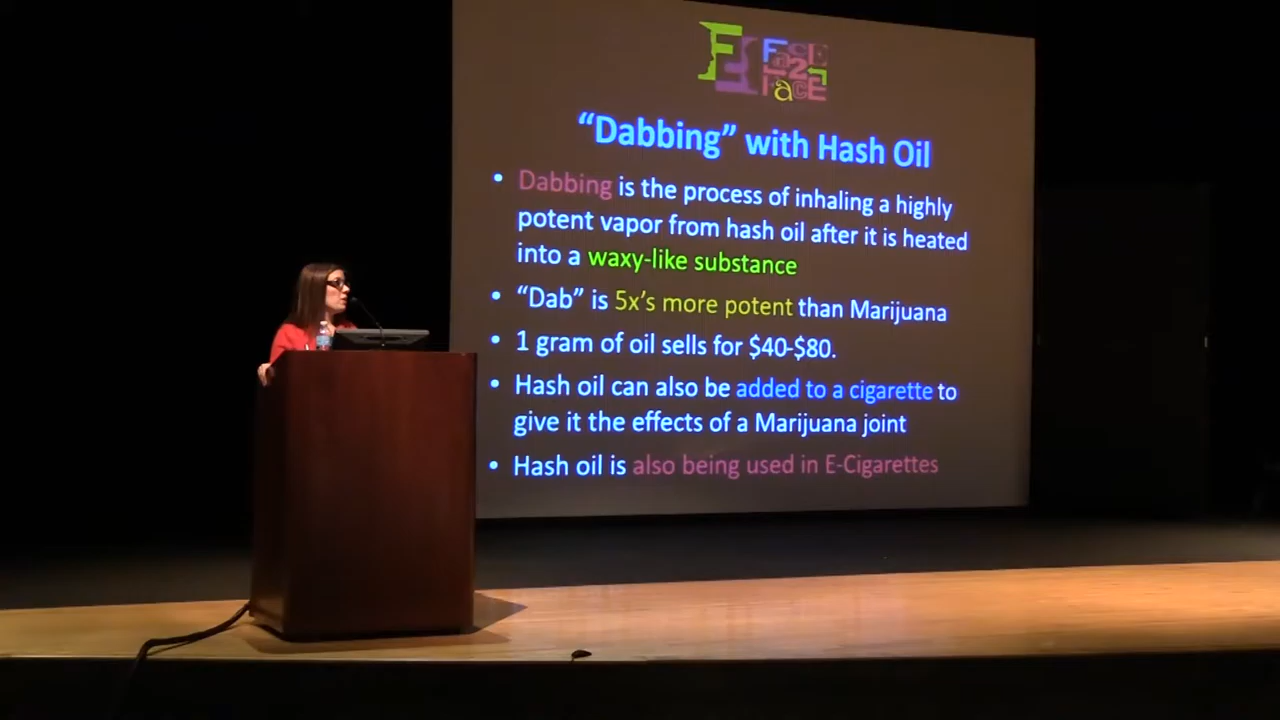 FacE
2
FacE
“Dabbing” with Hash Oil
• Dabbing is the process of inhaling a highly
potent vapor from hash oil after it is heated
into a waxy-like substance
• “Dab” is 5x’s more potent than Marijuana
• 1 gram of oil sells for $40-$80.
• Hash oil can also be added to a cigarette to
give it the effects of a Marijuana joint
• Hash oil is also being used in E-Cigarettes